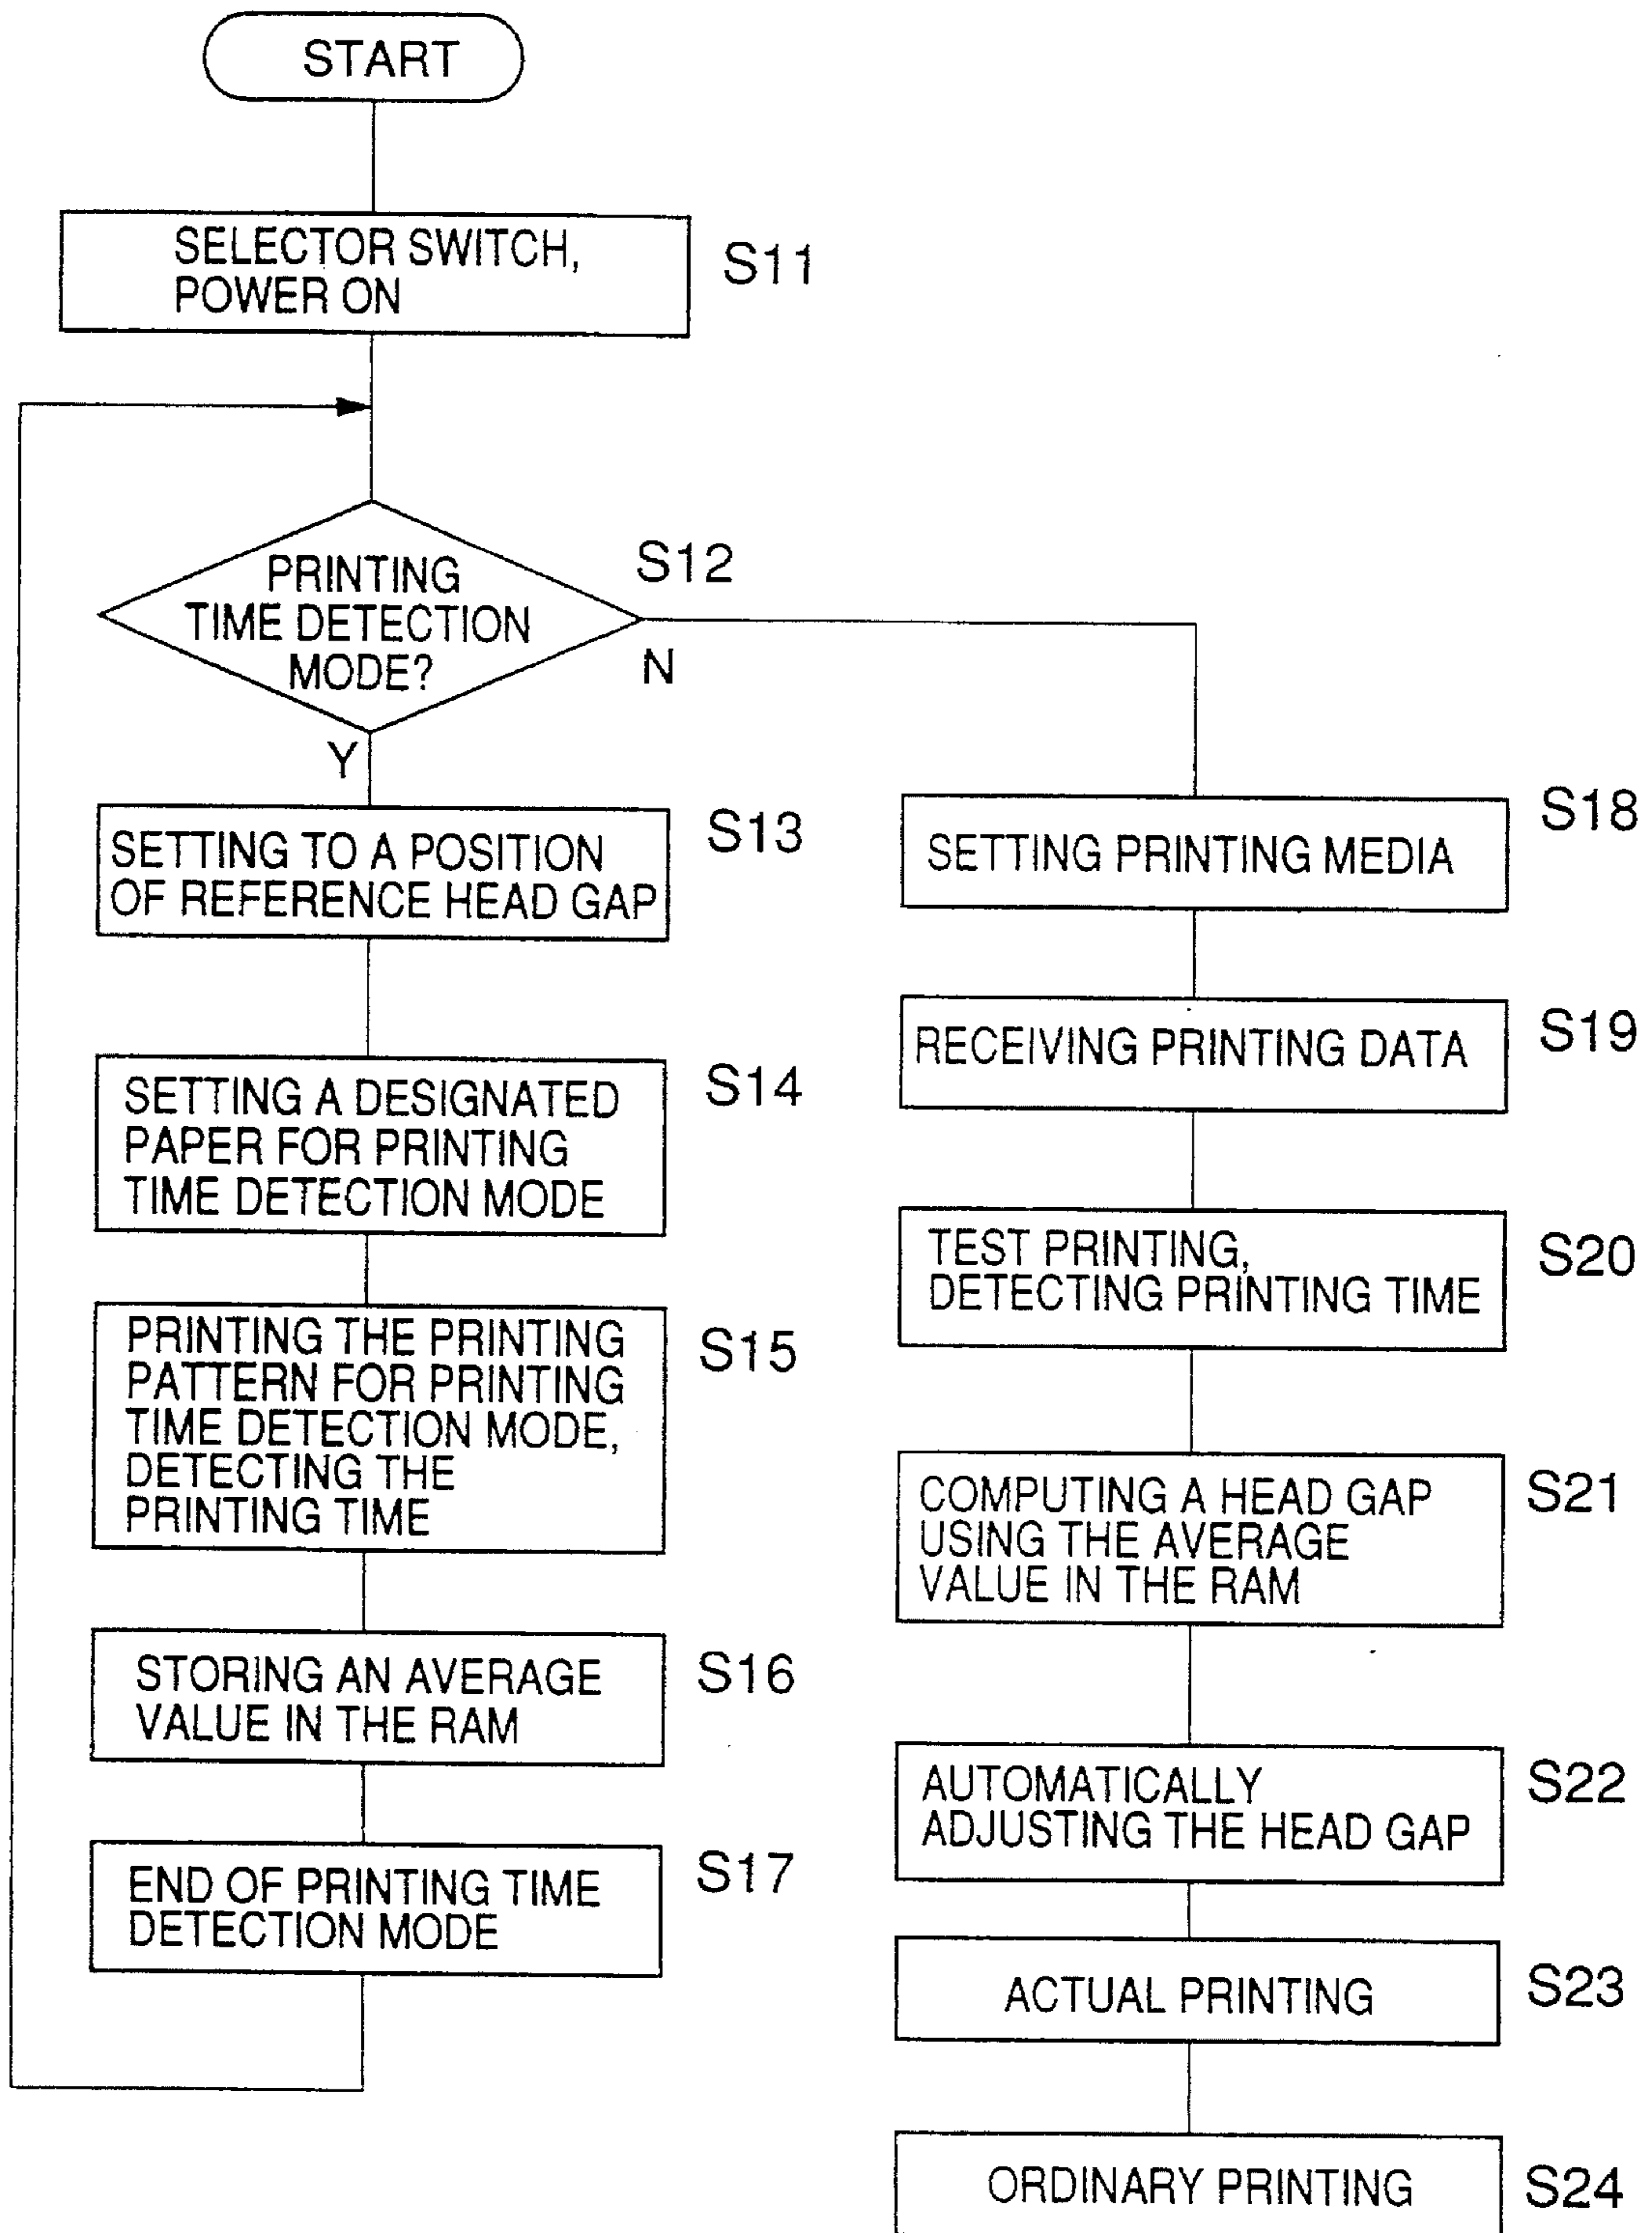 START
SELECTOR SWITCH,
POWER ON
S11
PRINTING
TIME DETECTION
MODE?
S12
N
Y
SETTING TO A POSITION
OF REFERENCE HEAD GAP
S13
SETTING A DESIGNATED
PAPER FOR PRINTING
TIME DETECTION MODE
S14
PRINTING THE PRINTING
PATTERN FOR PRINTING
TIME DETECTION MODE,
DETECTING THE
PRINTING TIME
S15
STORING AN AVERAGE
VALUE IN THE RAM
S16
END OF PRINTING TIME
DETECTION MODE
S17
SETTING PRINTING MEDIA
S18
RECEIVING PRINTING DATA
S19
TEST PRINTING,
DETECTING PRINTING TIME
S20
COMPUTING A HEAD GAP
USING THE AVERAGE
VALUE IN THE RAM
S21
AUTOMATICALLY
ADJUSTING THE HEAD GAP
S22
ACTUAL PRINTING
S23
ORDINARY PRINTING
S24